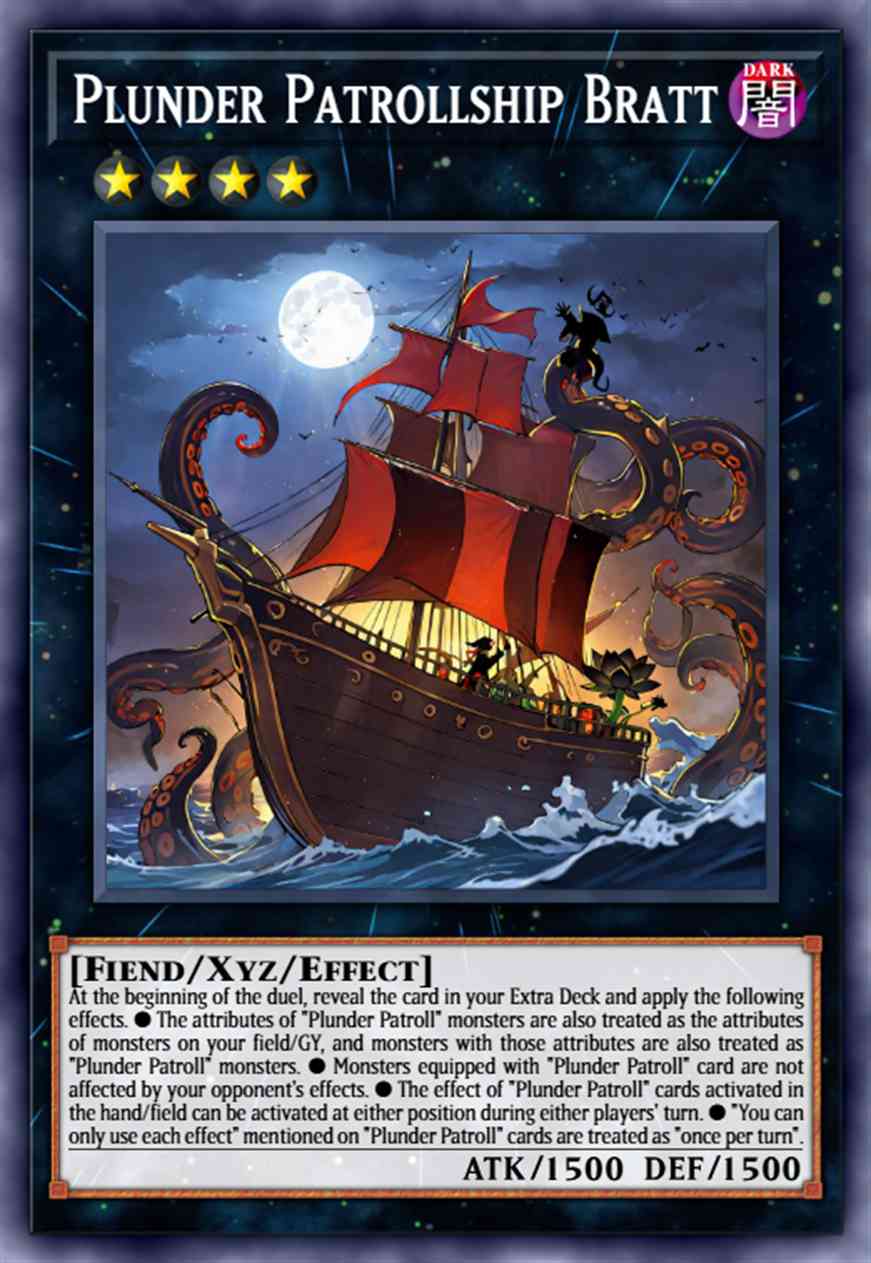 Plunder Patrollship Bratt
DARK
闇
[Fiend/Xyz/Effect]
At the beginning of the duel, reveal the card in your Extra Deck and apply the following
effects. ● The attributes of "Plunder Patroll" monsters are also treated as the attributes
of monsters on your field/GY, and monsters with those attributes are also treated as
"Plunder Patroll" monsters. ● Monsters equipped with "Plunder Patroll" card are not
affected by your opponent's effects. ● The effect of "Plunder Patroll" cards activated in
the hand/field can be activated at either position during either players' turn. ● "You can
only use each effect" mentioned on "Plunder Patroll" cards are treated as "once per turn".
ATK/1500 DEF/1500